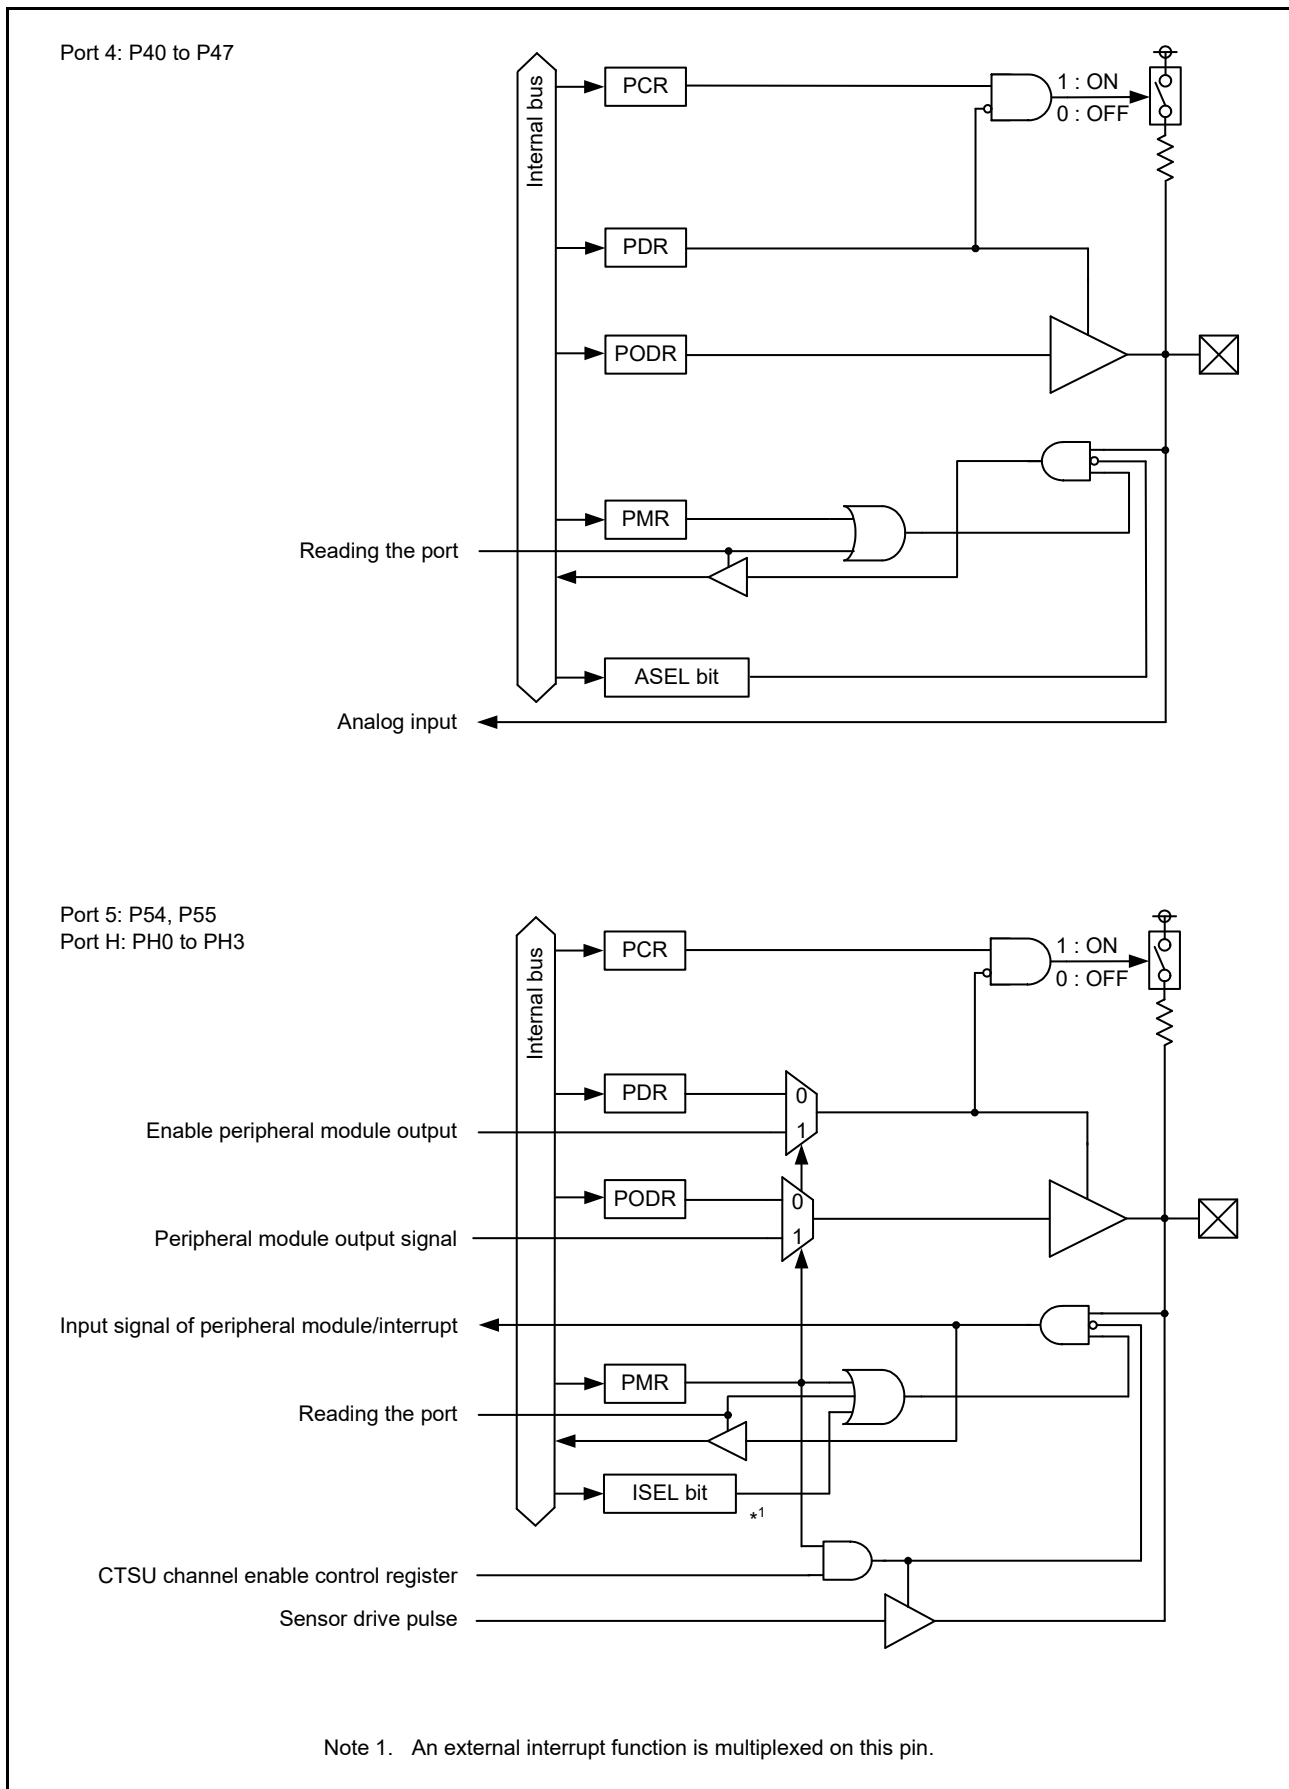 Port 4: P40 to P47
Internal bus
PCR
1 : ON
0 : OFF
PDR
PODR
PMR
Reading the port
ASEL bit
Analog input
Port 5: P54, P55
Port H: PH0 to PH3
Internal bus
PCR
1 : ON
0 : OFF
PDR
0
Enable peripheral module output
1
PODR
0
Peripheral module output signal
1
Input signal of peripheral module/interrupt
PMR
Reading the port
ISEL bit
*1
CTSU channel enable control register
Sensor drive pulse
Note 1. An external interrupt function is multiplexed on this pin.